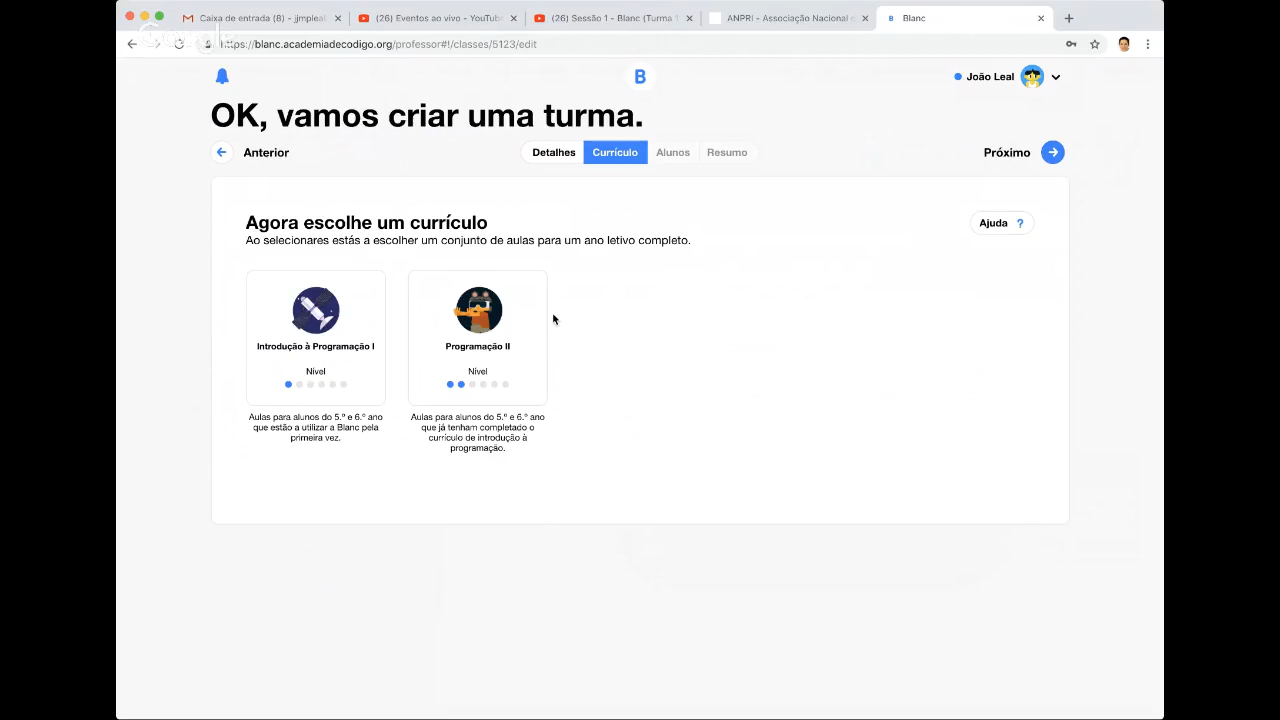 Caixa de entrada (8) - jjmpleal
(26) Eventos ao vivo - YouTube
(26) Sessão 1 - Blanc (Turma 1
ANPRI - Associação Nacional
Blanc
https://blanc.academiadecodigo.org/professor#!/classes/5123/edit
B
João Leal
OK, vamos criar uma turma.
Anterior
Detalhes
Currículo
Alunos
Resumo
Próximo
Agora escolhe um currículo
Ajuda ?
Ao selecionares estás a escolher um conjunto de aulas para um ano letivo completo.
Introdução à Programação I
Nível
Aulas para alunos do 5.º e 6.º ano
que estão a utilizar a Blanc pela
primeira vez.
Programação II
Nível
Aulas para alunos do 5.º e 6.º ano
que já tenham completado o
currículo de introdução à
programação.